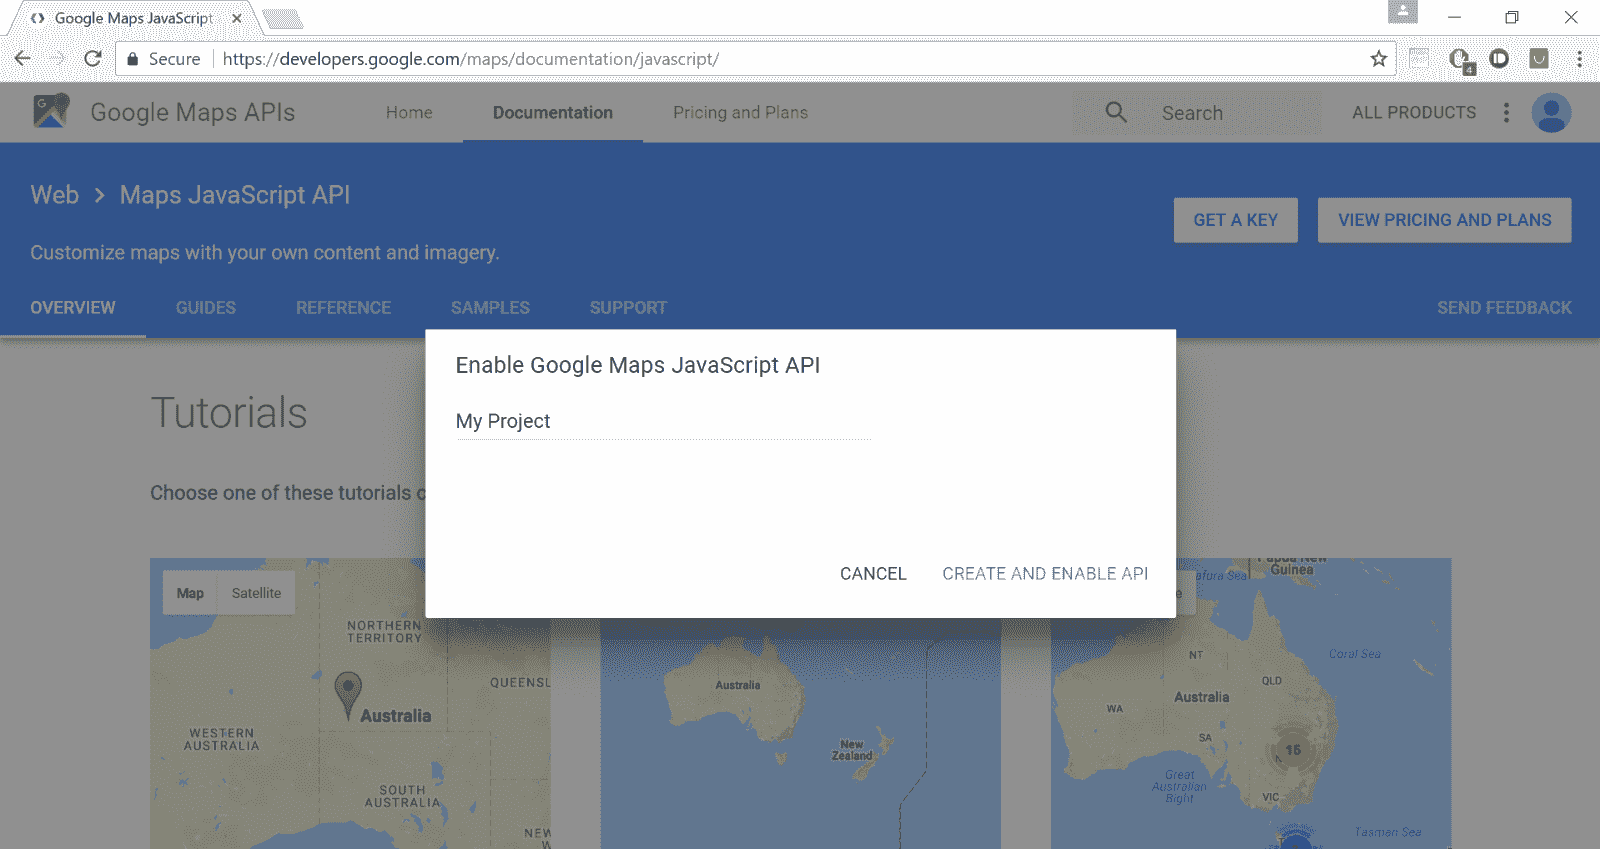 Google Maps JavaScript
Secure https://developers.google.com/maps/documentation/javascript/
4
G
Google Maps APIs Home Documentation Pricing and Plans Search ALL PRODUCTS
Web > Maps JavaScript API
GET A KEY VIEW PRICING AND PLANS
Customize maps with your own content and imagery.
OVERVIEW GUIDES REFERENCE SAMPLES SUPPORT SEND FEEDBACK
Enable Google Maps JavaScript API
My Project
CANCEL CREATE AND ENABLE API
Tutorials
Choose one of these tutorials
Map Satellite
NORTHERN
TERRITORY
QUEENSL
Australia
WESTERN
AUSTRALIA
SOUTH
AUSTRALIA
NEW
Australia
New
Zealand
Papua New
Guinea
afura Sea
e
Coral Sea
NT
QLD
Australia
WA
SA
15
N
Great
Australian
Bight
VIC
Tasman Sea